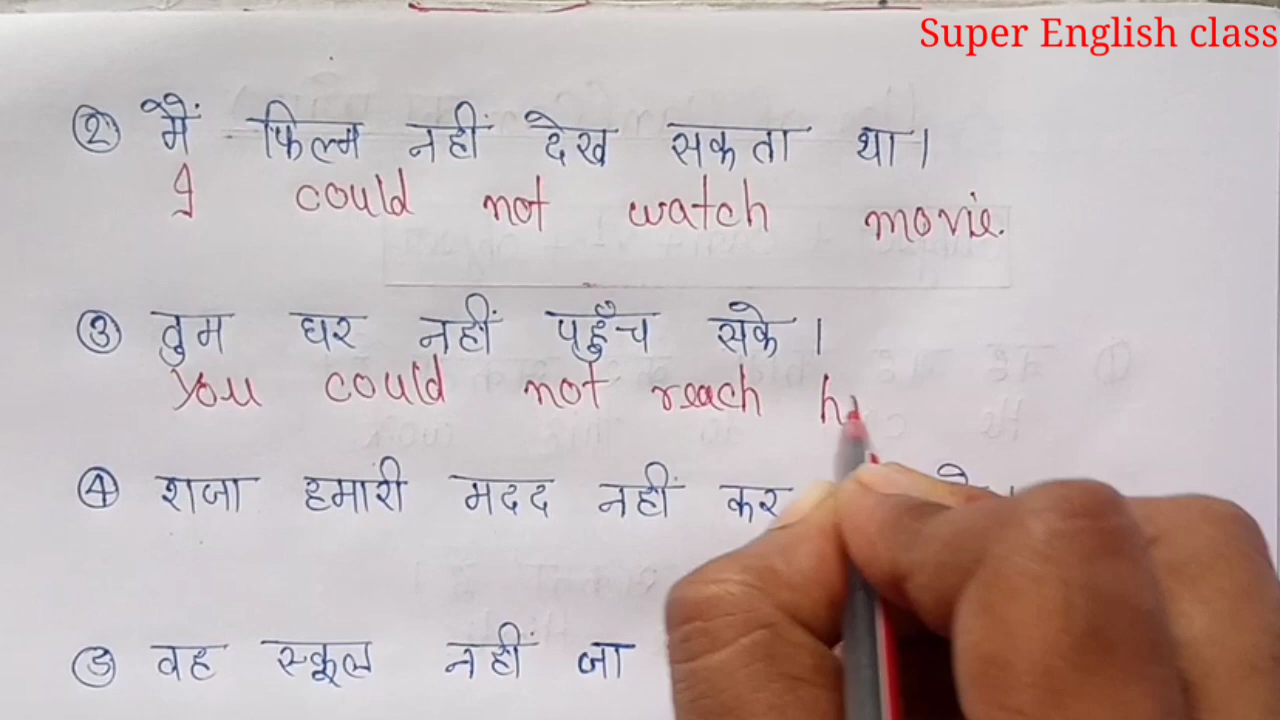 Super English class
② मैं फिल्म नहीं देख सकता था।
I could not watch movie.
③ तुम घर नहीं पहुँच सके।
you could not reach h
④ राजा हमारी मदद नहीं कर
⑤ वह स्कूल नहीं जा